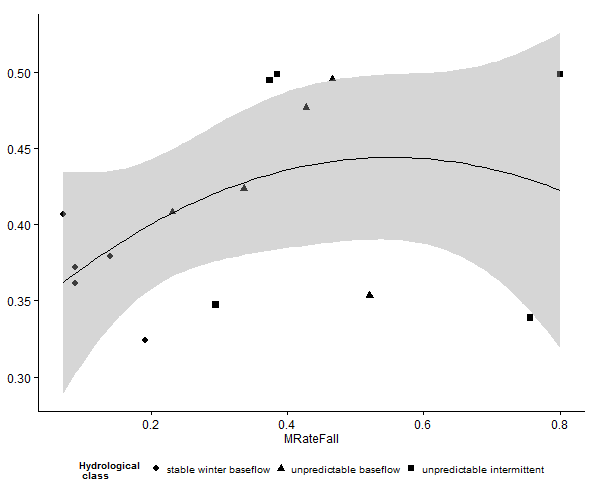 0.50
0.45
0.40
0.35
0.30
0.2 0.4 0.6 0.8
MRateFall
Hydrological
class
stable winter baseflow unpredictable baseflow unpredictable intermittent